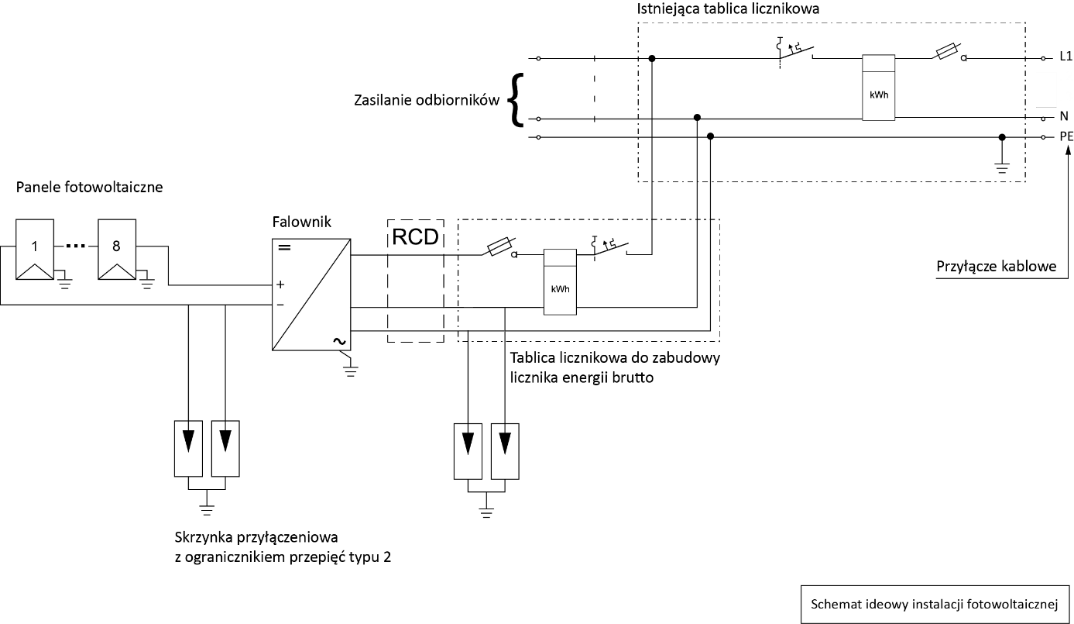 Istniejąca tablica licznikowa
L1
kWh
Zasilanie odbiorników
N
PE
Panele fotowoltaiczne
Falownik
RCD
1
8
Przyłącze kablowe
kWh
Tablica licznikowa do zabudowy
licznika energii brutto
Skrzynka przyłączeniowa
z ogranicznikiem przepięć typu 2
Schemat ideowy instalacji fotowoltaicznej